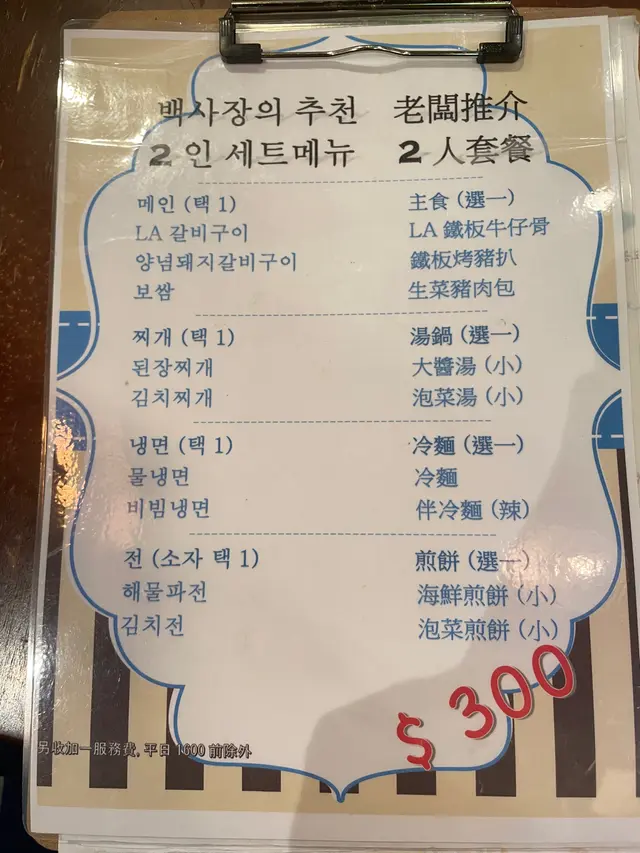 백사장의 추천 老闆推介
2 인 세트메뉴 2 人套餐
메인 (택 1) 主食 (選一)
LA 갈비구이 LA 鐵板牛仔骨
양념돼지갈비구이 鐵板烤豬扒
보쌈 生菜豬肉包
찌개 (택 1) 湯鍋 (選一)
된장찌개 大醬湯 (小)
김치찌개 泡菜湯 (小)
냉면 (택 1) 冷麵 (選一)
물냉면 冷麵
비빔냉면 伴冷麵 (辣)
전 (소자 택 1) 煎餅 (選一)
해물파전 海鮮煎餅 (小)
김치전 泡菜煎餅 (小)
$ 300
另收加一服務費, 平日 1600 前除外